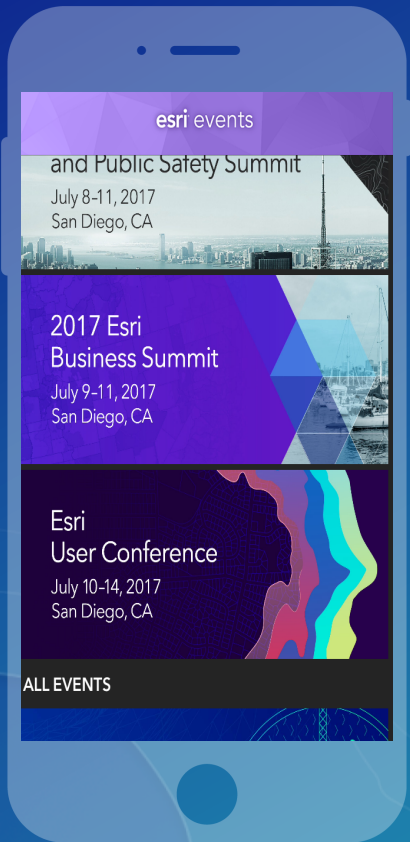 esri events
and Public Safety Summit
July 8-11, 2017
San Diego, CA
2017 Esri
Business Summit
July 9-11, 2017
San Diego, CA
Esri
User Conference
July 10-14, 2017
San Diego, CA
ALL EVENTS